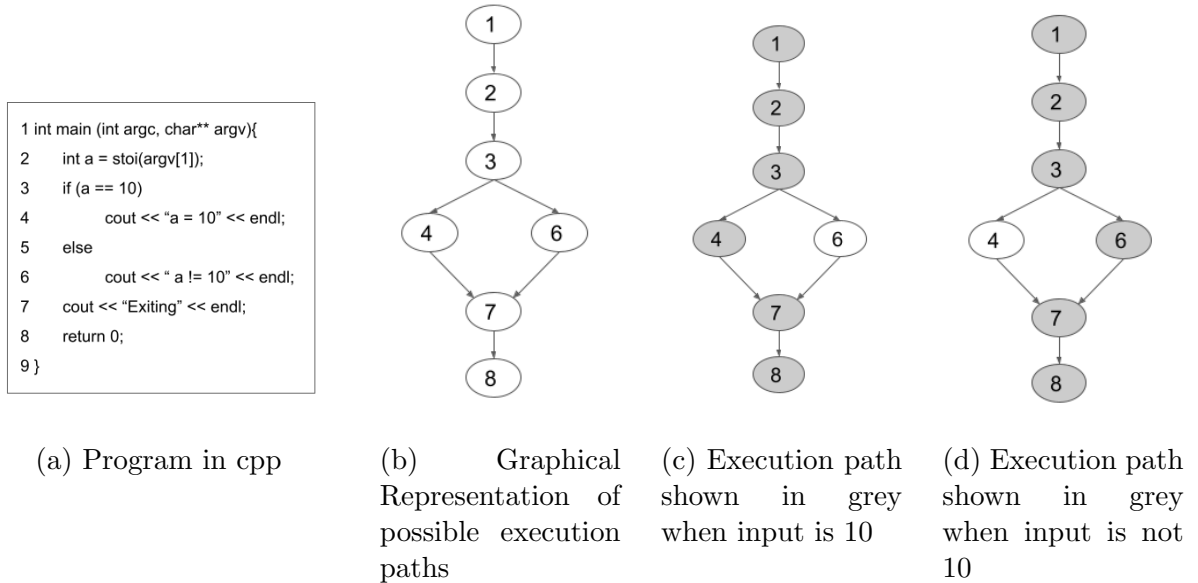 1 int main (int argc, char** argv){
2 int a = stoi(argv[1]);
3 if (a == 10)
4 cout << “a = 10” << endl;
5 else
6 cout << “ a != 10” << endl;
7 cout << “Exiting” << endl;
8 return 0;
9 }
(a) Program in cpp
1
2
3
4 6
7
8
(b) Graphical
Representation of
possible execution
paths
1
2
3
4 6
7
8
(c) Execution path
shown in grey
when input is 10
1
2
3
4 6
7
8
(d) Execution path
shown in grey
when input is not
10